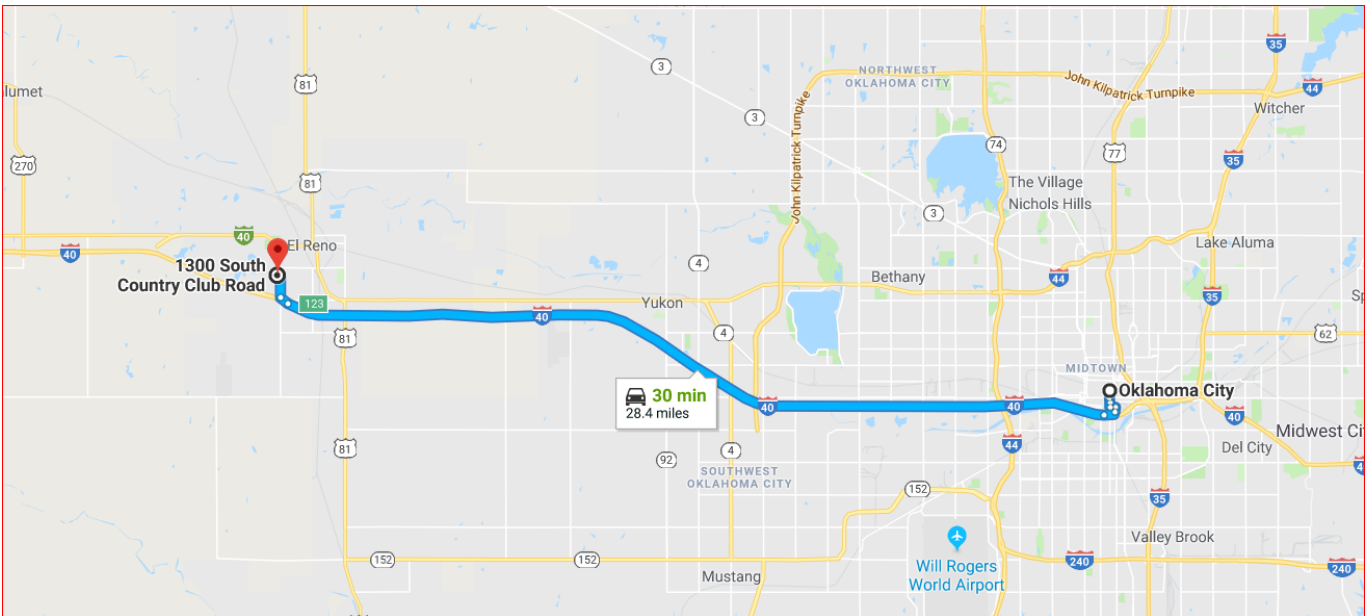 35
NORTHWEST
OKLAHOMA CITY
3
81
John Kilpatrick Turnpike
44
lumet
Witcher
3
John Kilpatrick Turnpike
74
77
35
270
81
The Village
Nichols Hills
3
40
El Reno
40
Lake Aluma
1300 South
Country Club Road
4
Bethany
44
35
123
Yukon
40
4
62
81
MIDTOWN
30 min
28.4 miles
Oklahoma City
40
40
40
Midwest Ci
44
Del City
81
4
92
SOUTHWEST
OKLAHOMA CITY
152
35
Valley Brook
152
152
Will Rogers
World Airport
240
240
Mustang